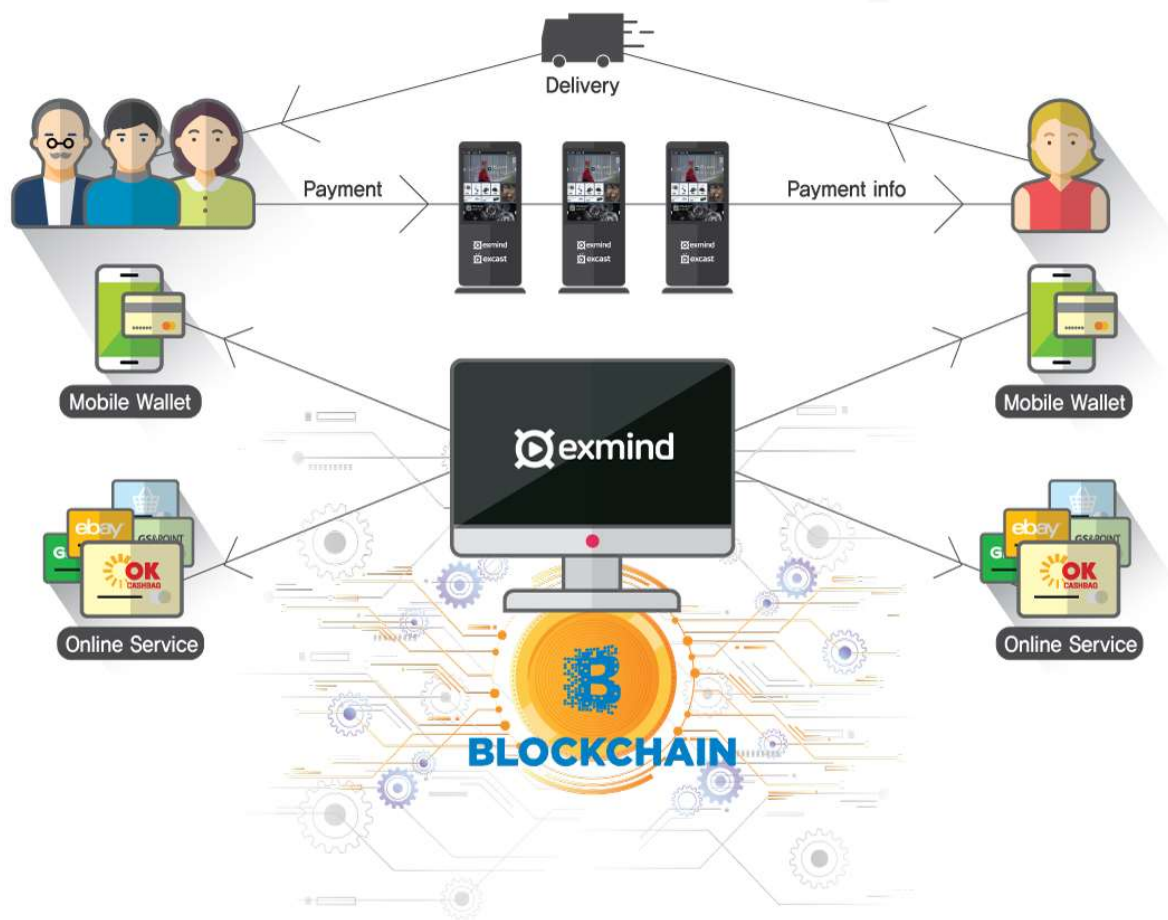 Delivery
Payment
Payment info
exmind
excast
exmind
excast
exmind
excast
Mobile Wallet
Mobile Wallet
exmind
ebay
GS&POINT
G
OK
CASHBAG
Online Service
ebay
GS&POINT
G
OK
CASHBAG
Online Service
B
BLOCKCHAIN